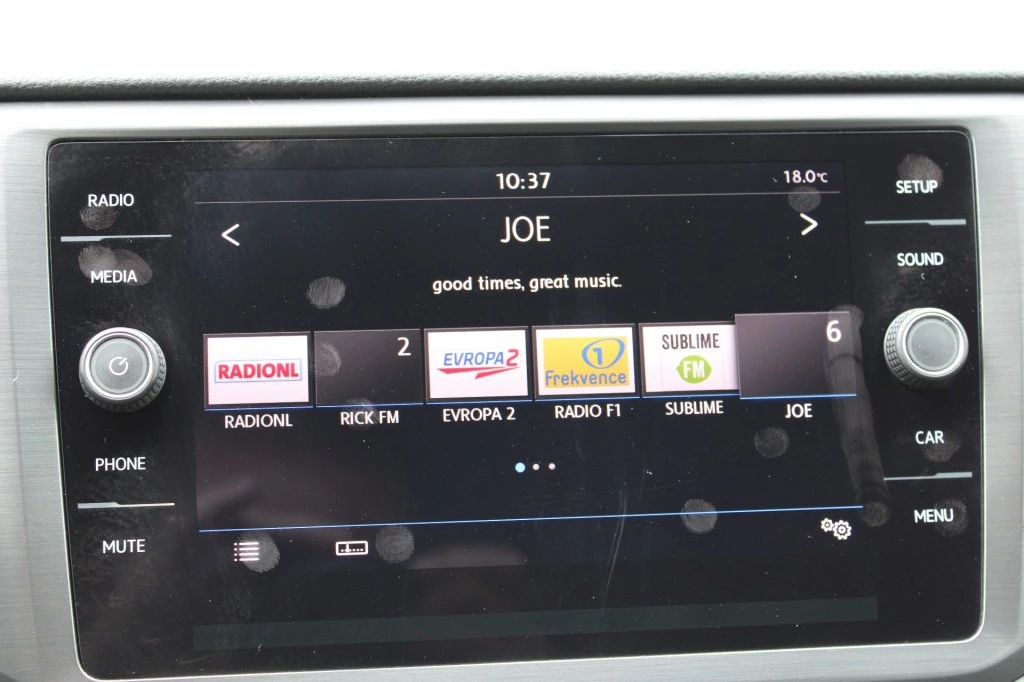 10:37
18.0°C
RADIO
SETUP
<
JOE
>
MEDIA
SOUND
good times, great music.
RADIONL
2
EVROPA 2
1
Frekvence
SUBLIME
FM
6
RADIONL
RICK FM
EVROPA 2
RADIO F1
SUBLIME
JOE
PHONE
CAR
MUTE
MENU